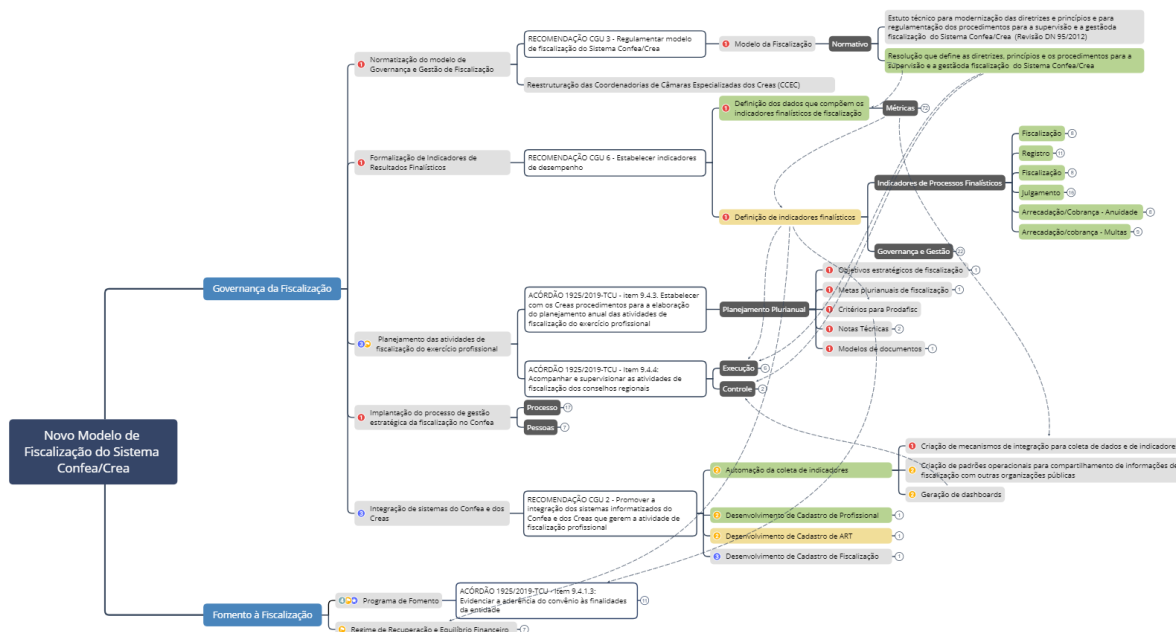 Novo Modelo de
Fiscalização do Sistema
Confea/Crea
Governança da Fiscalização
Normatização do modelo de
Governança e Gestão de Fiscalização
RECOMENDAÇÃO CGU 3 - Regulamentar modelo
de fiscalização do Sistema Confea/Crea
Modelo da Fiscalização
Normativo
Estuto técnico para modernização das diretrizes e princípios e para
regulamentação dos procedimentos para a supervisão e a gestãoda
fiscalização do Sistema Confea/Crea (Revisão DN 95/2012)
Resolução que define as diretrizes, princípios e os procedimentos para a
supervisão e a gestãoda fiscalização do Sistema Confea/Crea
Reestruturação das Coordenadorias de Câmaras Especializadas dos Creas (CCEC)
Formalização de Indicadores de
Resultados Finalísticos
RECOMENDAÇÃO CGU 6 - Estabelecer indicadores
de desempenho
Definição dos dados que compõem os
indicadores finalísticos de fiscalização
Métricas
Definição de indicadores finalísticos
Indicadores de Processos Finalísticos
Fiscalização
Registro
11
Fiscalização
Julgamento
Arrecadação/Cobrança - Anuidade
Arrecadação/cobrança - Multas
Governança e Gestão
Planejamento das atividades de
fiscalização do exercício profissional
ACÓRDÃO 1925/2019-TCU - item 9.4.3. Estabelecer
com os Creas procedimentos para a elaboração
do planejamento anual das atividades de
fiscalização do exercício profissional
Planejamento Plurianual
Objetivos estratégicos de fiscalização
1
Metas plurianuais de fiscalização
1
Critérios para Prodafisc
Notas Técnicas
2
Modelos de documentos
1
ACÓRDÃO 1925/2019-TCU - Item 9.4.4:
Acompanhar e supervisionar as atividades de
fiscalização dos conselhos regionais
Execução
Controle
2
Implantação do processo de gestão
estratégica da fiscalização no Confea
Processo
17
Pessoas
7
Integração de sistemas do Confea e dos
Creas
RECOMENDAÇÃO CGU 2 - Promover a
integração dos sistemas informatizados do
Confea e dos Creas que gerem a atividade de
fiscalização profissional
Automação da coleta de indicadores
Criação de mecanismos de integração para coleta de dados e de indicadores
Criação de padrões operacionais para compartilhamento de informações de
fiscalização com outras organizações públicas
Geração de dashboards
Desenvolvimento de Cadastro de Profissional
1
Desenvolvimento de Cadastro de ART
1
Desenvolvimento de Cadastro de Fiscalização
1
Fomento à Fiscalização
Programa de Fomento
ACÓRDÃO 1925/2019-TCU - Item 9.4.1.3:
Evidenciar a aderência do convênio às finalidades
da entidade
11
Regime de Recuperação e Equilíbrio Financeiro
7